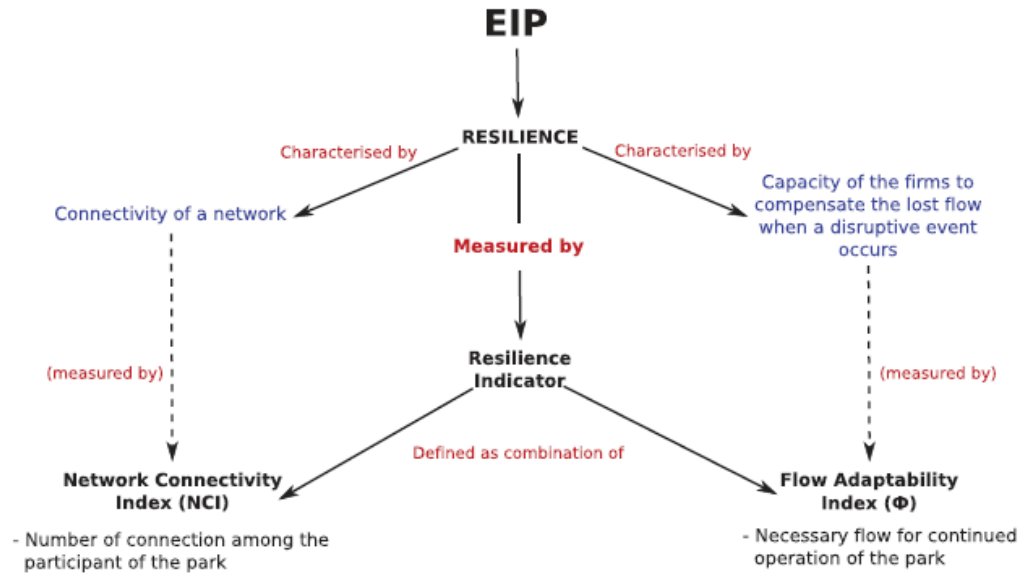 EIP
RESILIENCE
Characterised by
Characterised by
Connectivity of a network
Capacity of the firms to
compensate the lost flow
when a disruptive event
occurs
Measured by
Resilience
Indicator
(measured by)
(measured by)
Defined as combination of
Network Connectivity
Index (NCI)
- Number of connection among the
participant of the park
Flow Adaptability
Index (Φ)
- Necessary flow for continued
operation of the park